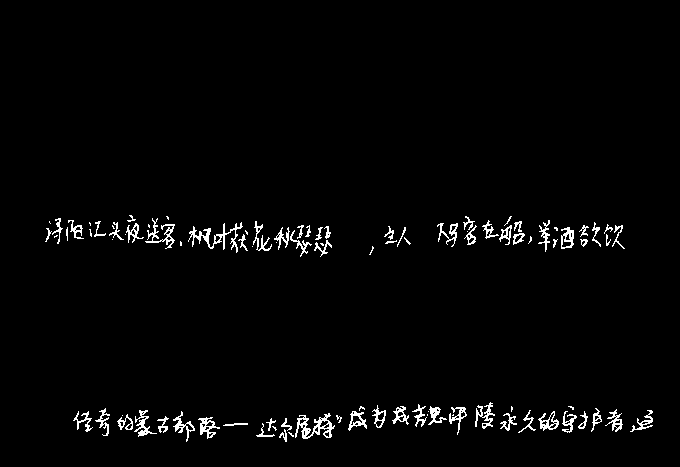 浔阳江头夜送客,枫叶荻花秋瑟瑟,主人下马客在船,举酒欲饮
传奇的蒙古部落一达尔扈特"成为成吉思汗陵永久的守护者,这